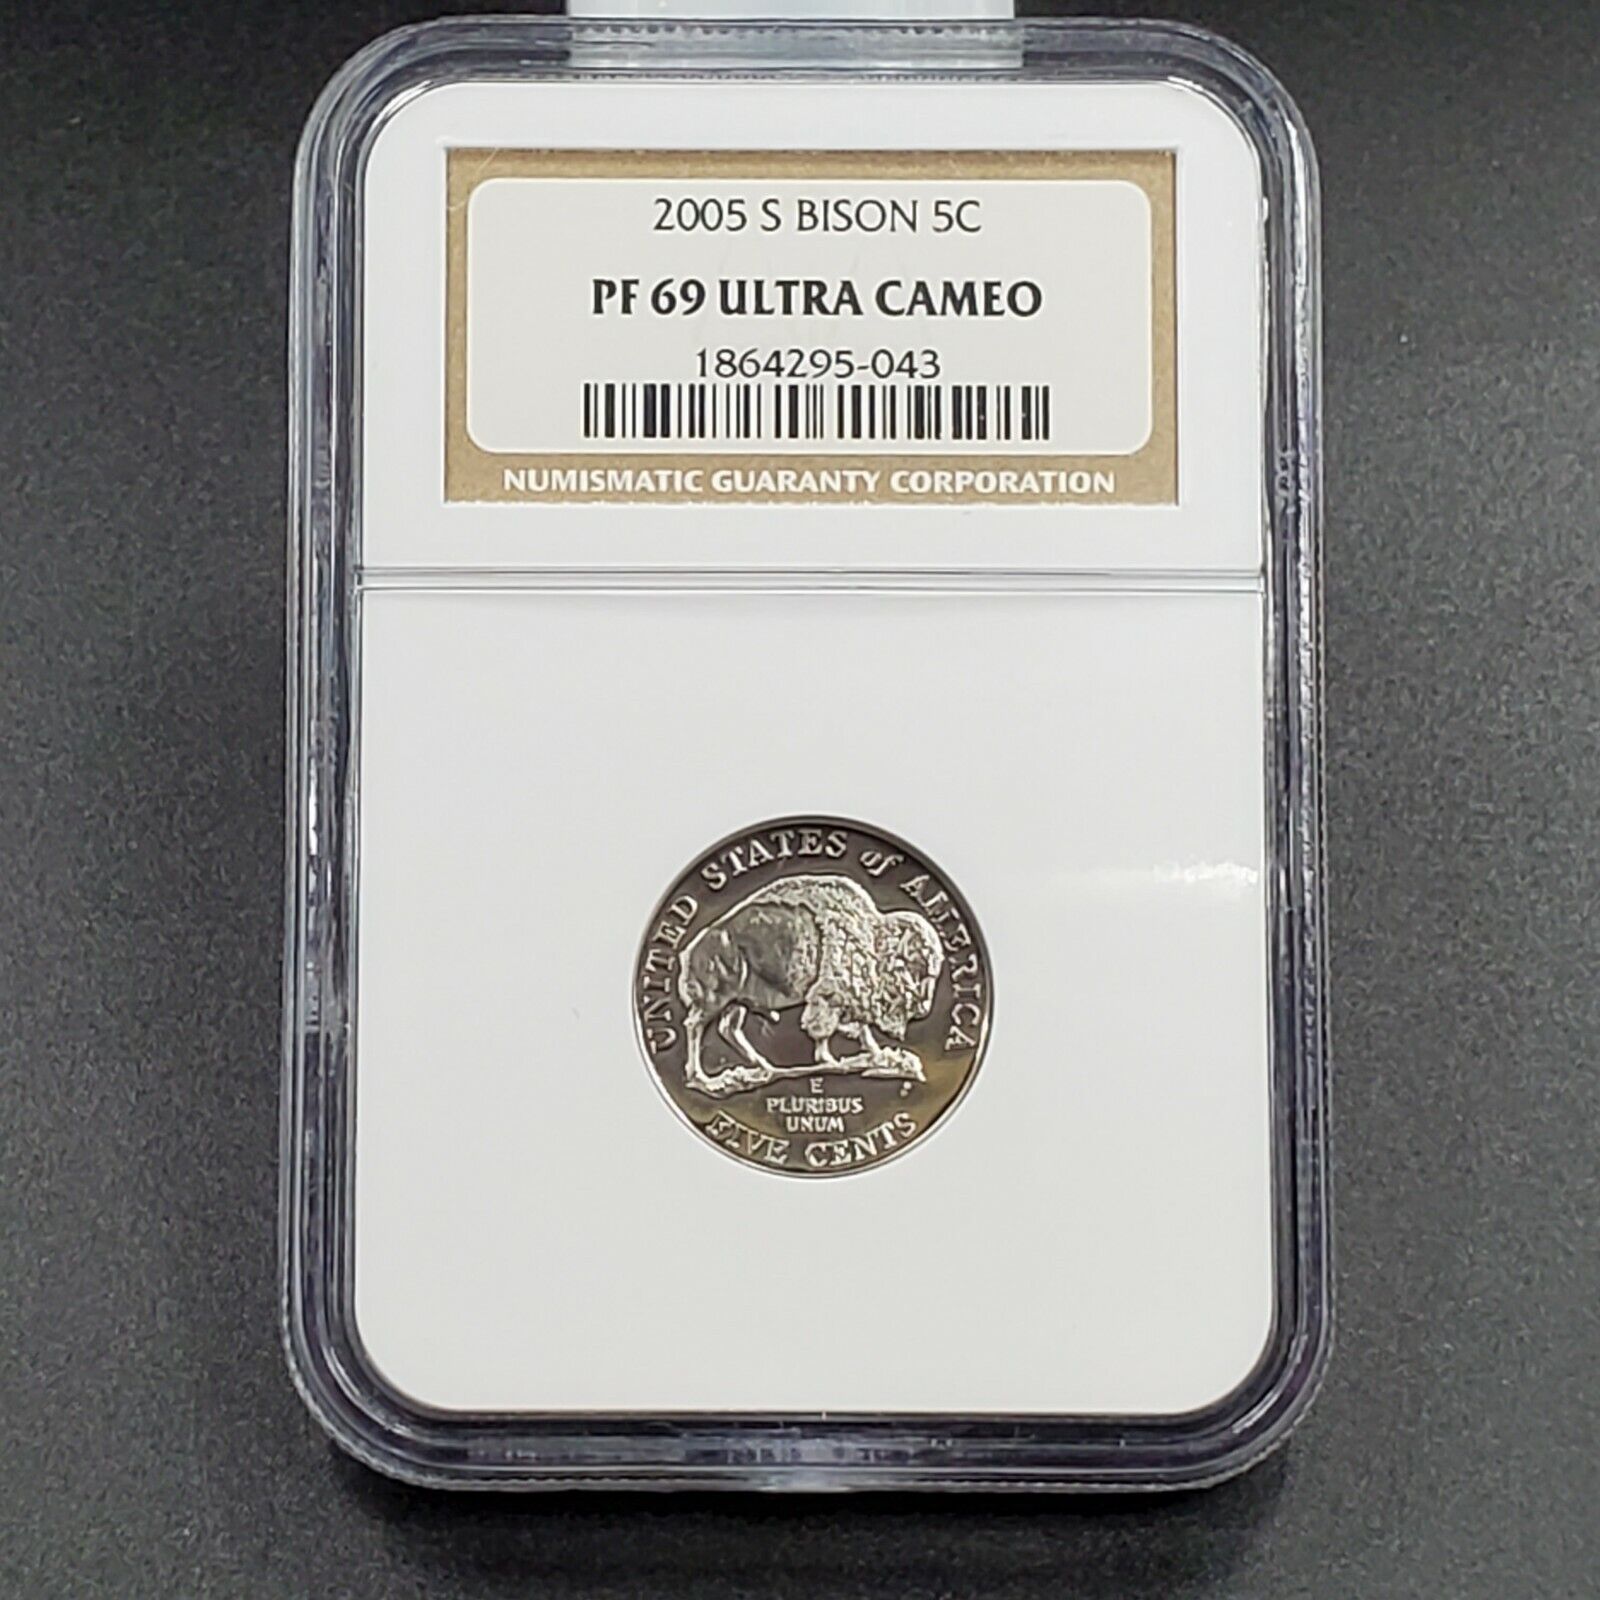 2005 S BISON 5C
PF 69 ULTRA CAMEO
1864295-043
NUMISMATIC GUARANTY CORPORATION
UNITED STATES of AMERICA
E
PLURIBUS
UNUM
FIVE CENTS